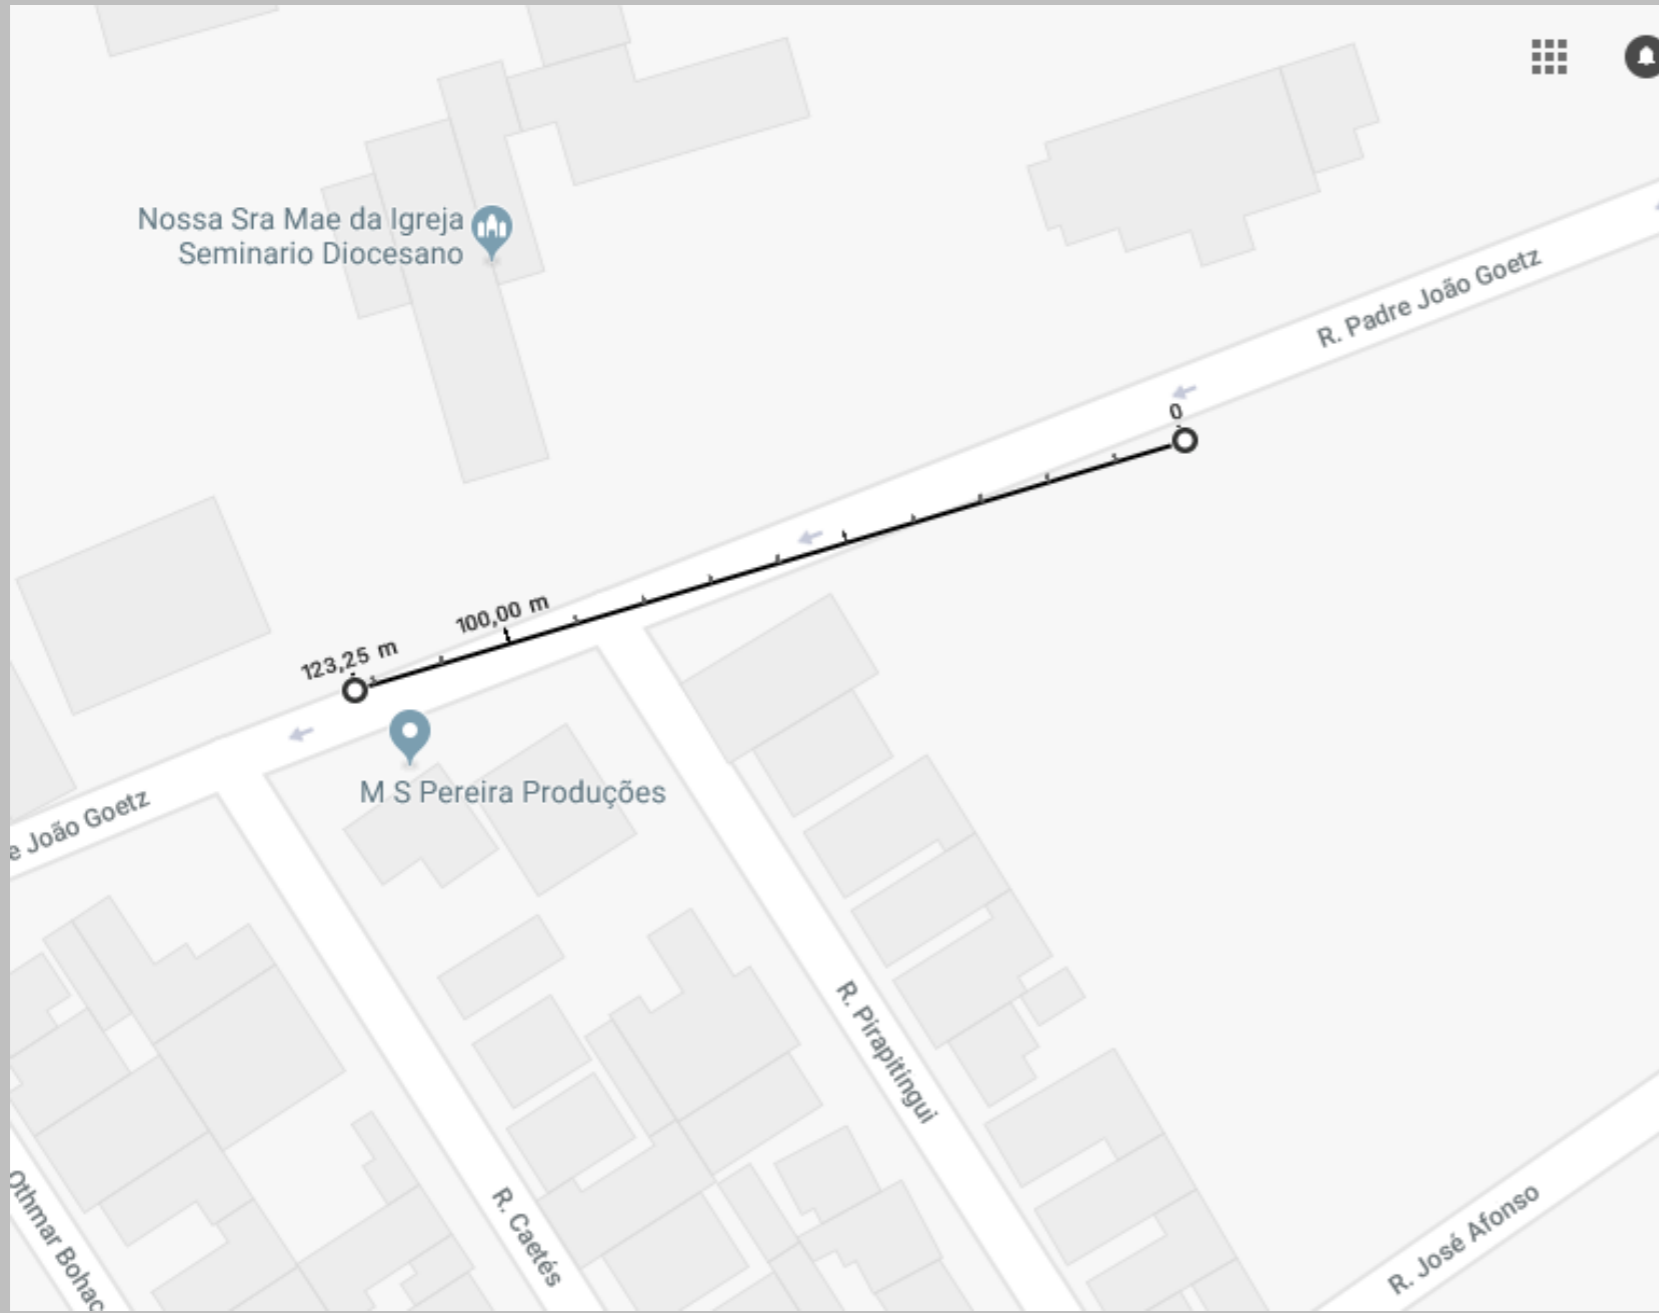 Nossa Sra Mae da Igreja
Seminario Diocesano
R. Padre João Goetz
0
100,00 m
123,25 m
M S Pereira Produções
e João Goetz
R. Pirapitingui
Othmar Bohac
R. Caetés
R. José Afonso